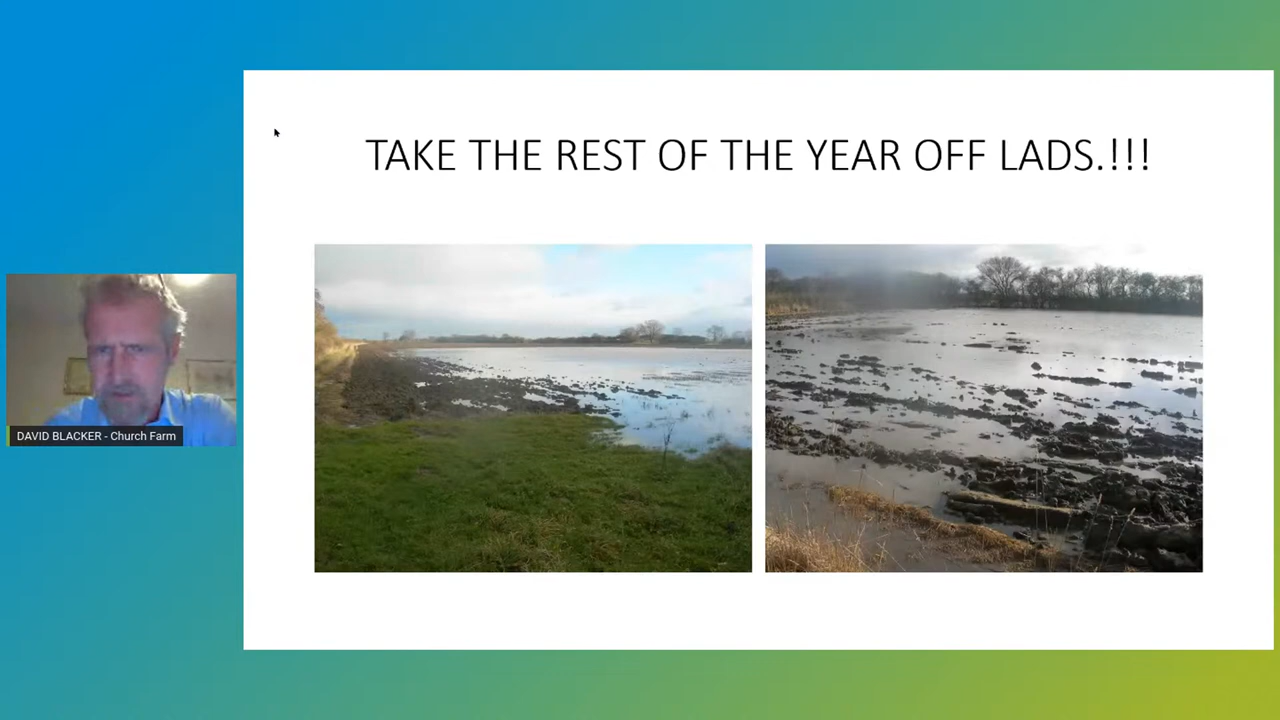 TAKE THE REST OF THE YEAR OFF LADS.!!!
DAVID BLACKER - Church Farm